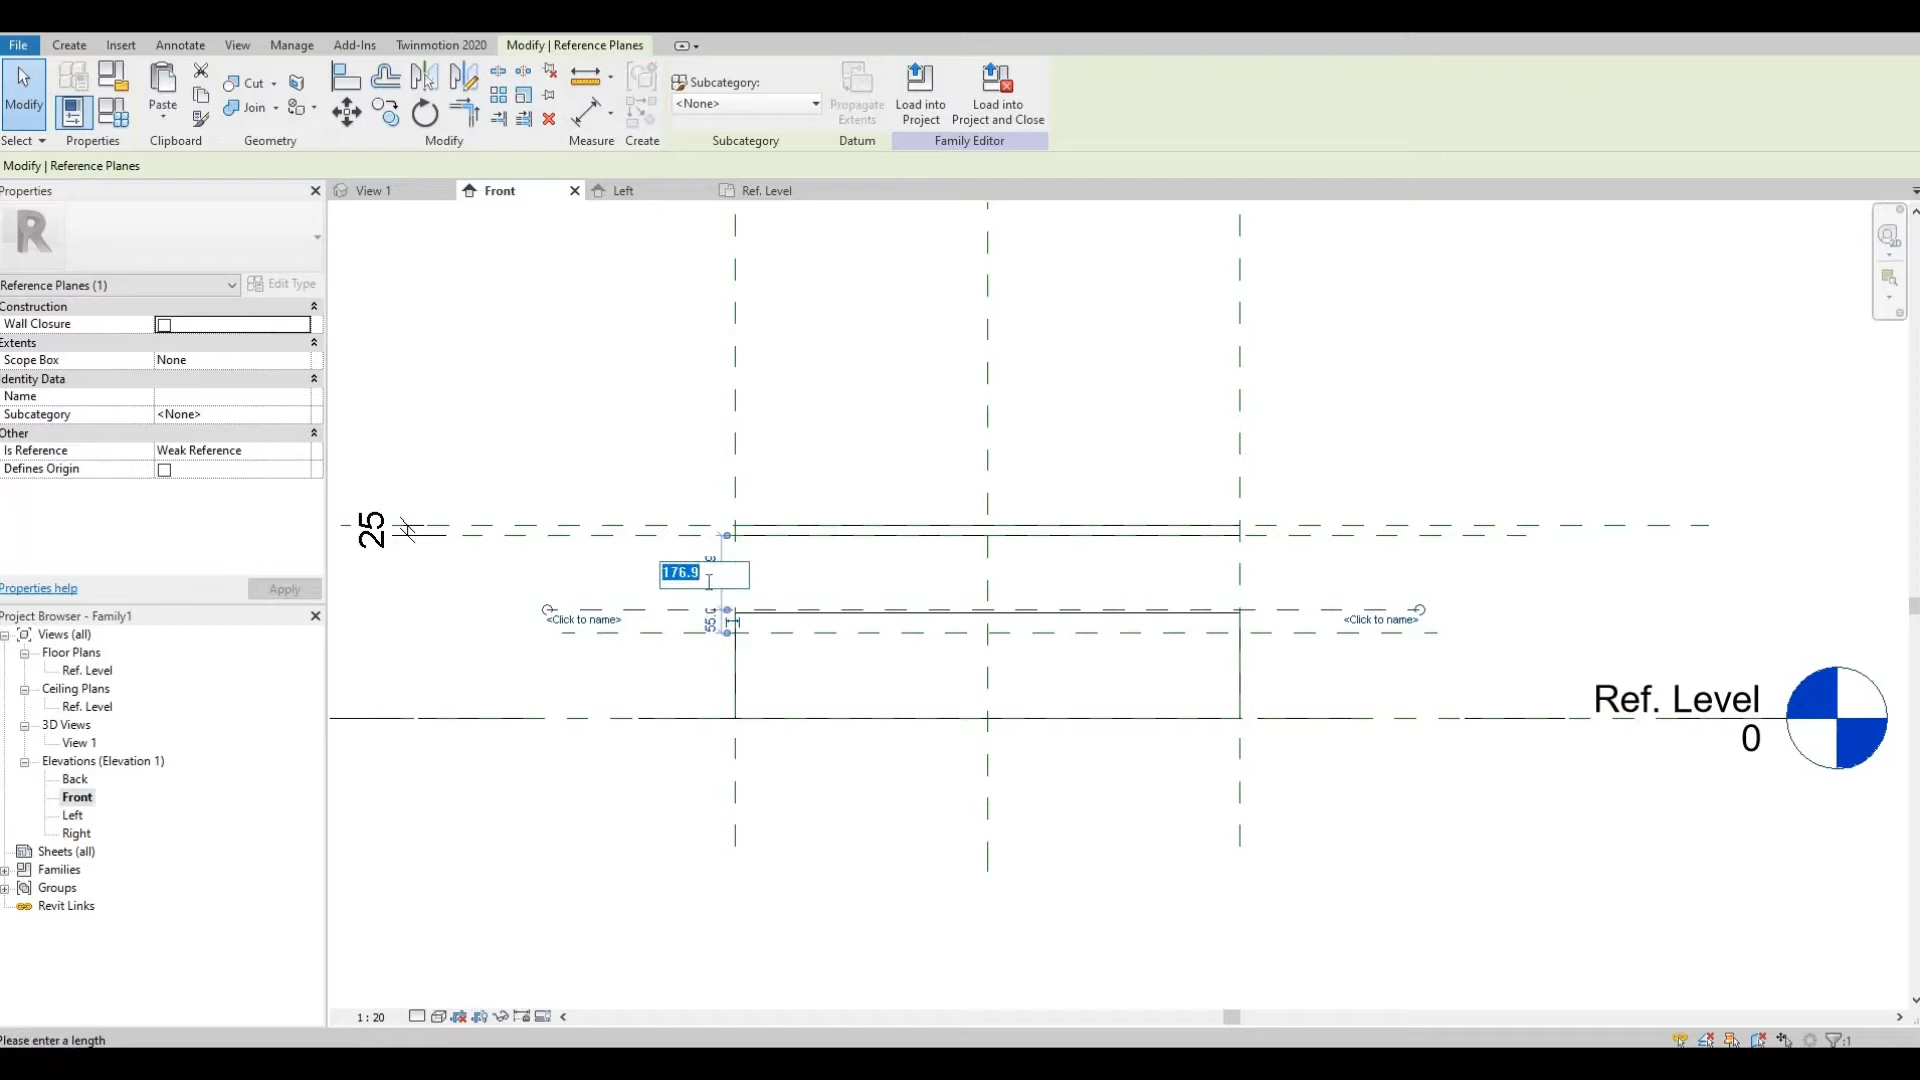 File Create Insert Annotate View Manage Add-Ins Twinmotion 2020 Modify | Reference Planes
Modify
Select
Properties
Paste
Clipboard
Cut
Join
Geometry
Modify
Measure
Create
Subcategory:
<None>
Subcategory
Propagate
Extents
Datum
Load into
Project
Load into
Project and Close
Family Editor
Modify | Reference Planes
Properties
View 1
Front
Left
Ref. Level
R
Reference Planes (1)
Edit Type
Construction
Wall Closure
Extents
Scope Box None
Identity Data
Name
Subcategory <None>
Other
Is Reference Weak Reference
Defines Origin
Properties help
Apply
Project Browser - Family1
Views (all)
Floor Plans
Ref. Level
Ceiling Plans
Ref. Level
3D Views
View 1
Elevations (Elevation 1)
Back
Front
Left
Right
Sheets (all)
Families
Groups
Revit Links
25
176.9
<Click to name>
<Click to name>
Ref. Level
0
2D
1 : 20
Please enter a length
:1